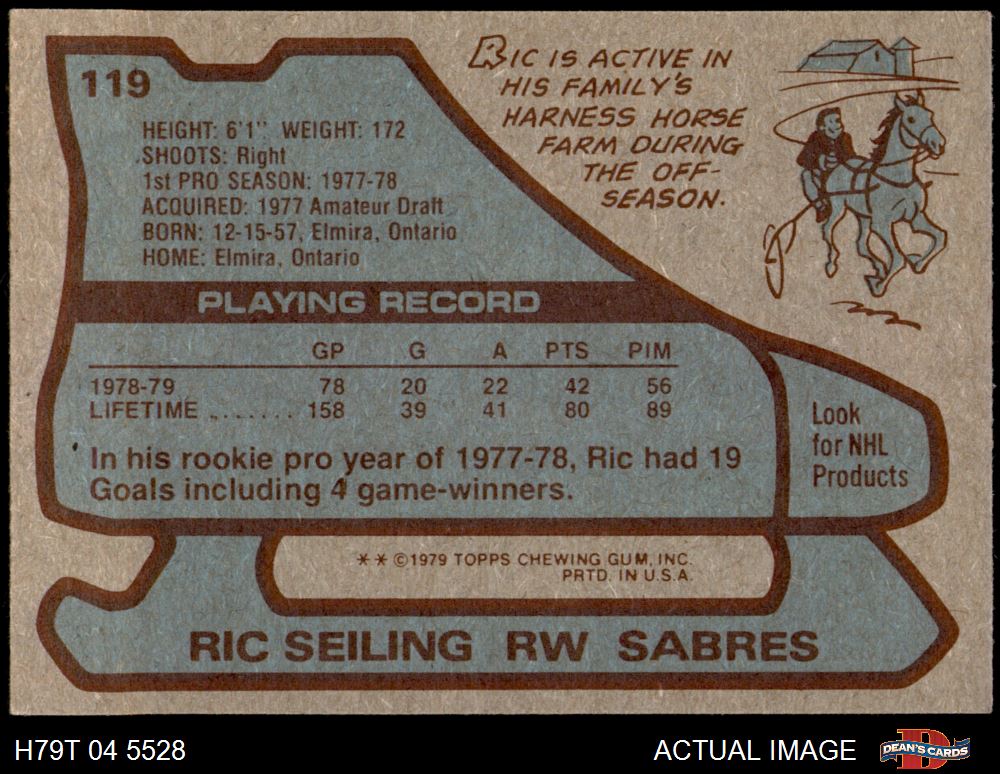 119
HEIGHT: 6'1" WEIGHT: 172
SHOOTS: Right
1st PRO SEASON: 1977-78
ACQUIRED: 1977 Amateur Draft
BORN: 12-15-57, Elmira, Ontario
HOME: Elmira, Ontario
RIC IS ACTIVE IN
HIS FAMILY'S
HARNESS HORSE
FARM DURING
THE OFF-
SEASON.
PLAYING RECORD
GP G A PTS PIM
1978-79 78 20 22 42 56
LIFETIME ........ 158 39 41 80 89
In his rookie pro year of 1977-78, Ric had 19
Goals including 4 game-winners.
Look
for NHL
Products
** ©1979 TOPPS CHEWING GUM, INC.
PRTD. IN U.S.A.
RIC SEILING RW SABRES
H79T 04 5528 ACTUAL IMAGE
D
DEAN'S CARDS